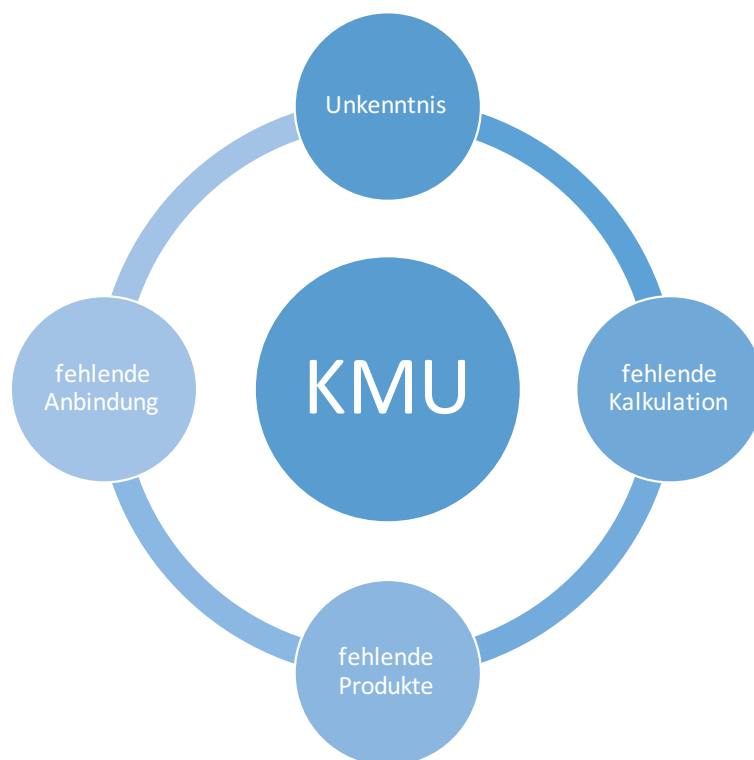 Unkenntnis
fehlende
Anbindung
KMU
fehlende
Kalkulation
fehlende
Produkte